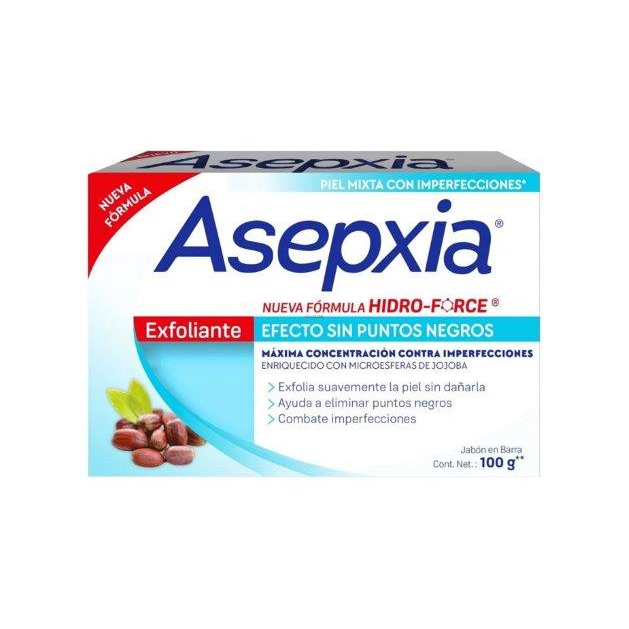 Asepxia
NUEVA FÓRMULA
PIEL MIXTA CON IMPERFECCIONES*
Asepxia®
NUEVA FÓRMULA HIDRO-FORCE®
Exfoliante EFECTO SIN PUNTOS NEGROS
MÁXIMA CONCENTRACIÓN CONTRA IMPERFECCIONES
ENRIQUECIDO CON MICROESFERAS DE JOJOBA
> Exfolia suavemente la piel sin dañarla
> Ayuda a eliminar puntos negros
> Combate imperfecciones
Jabón en Barra
Cont. Net.: 100 g**